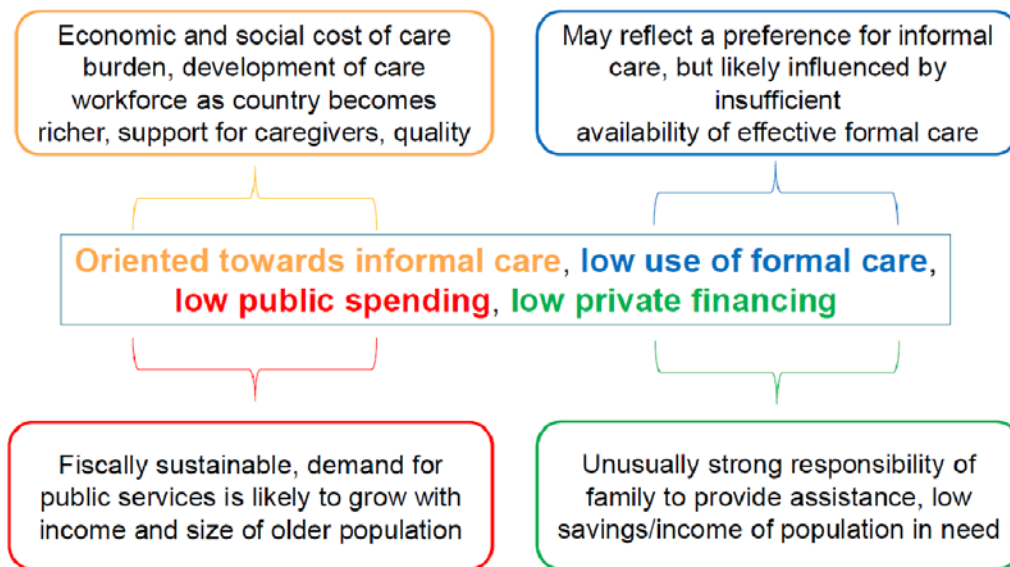 Economic and social cost of care
burden, development of care
workforce as country becomes
richer, support for caregivers, quality
May reflect a preference for informal
care, but likely influenced by
insufficient
availability of effective formal care
Oriented towards informal care, low use of formal care,
low public spending, low private financing
Fiscally sustainable, demand for
public services is likely to grow with
income and size of older population
Unusually strong responsibility of
family to provide assistance, low
savings/income of population in need